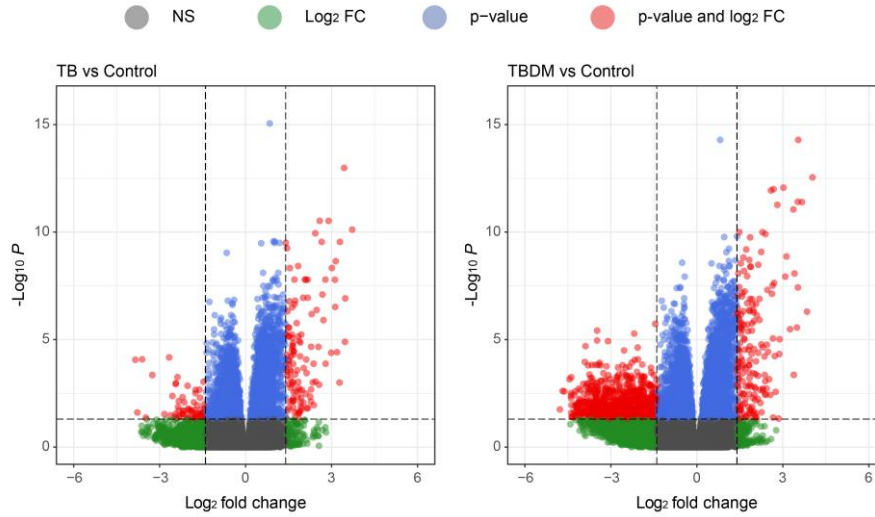 NS Log₂ FC p−value p-value and log₂ FC
TB vs Control
TBDM vs Control
-Log₁₀ P
15
10
5
0
−3
0
3
6
−6
Log₂ fold change
-Log₁₀ P
15
10
5
0
−6
−3
0
3
6
Log₂ fold change